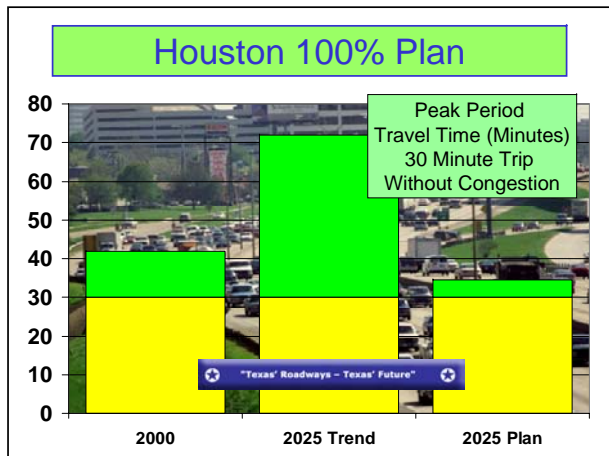 Houston 100% Plan
80
70
60
50
40
30
20
10
0
Peak Period
Travel Time (Minutes)
30 Minute Trip
Without Congestion
"Texas' Roadways – Texas' Future"
2000
2025 Trend
2025 Plan